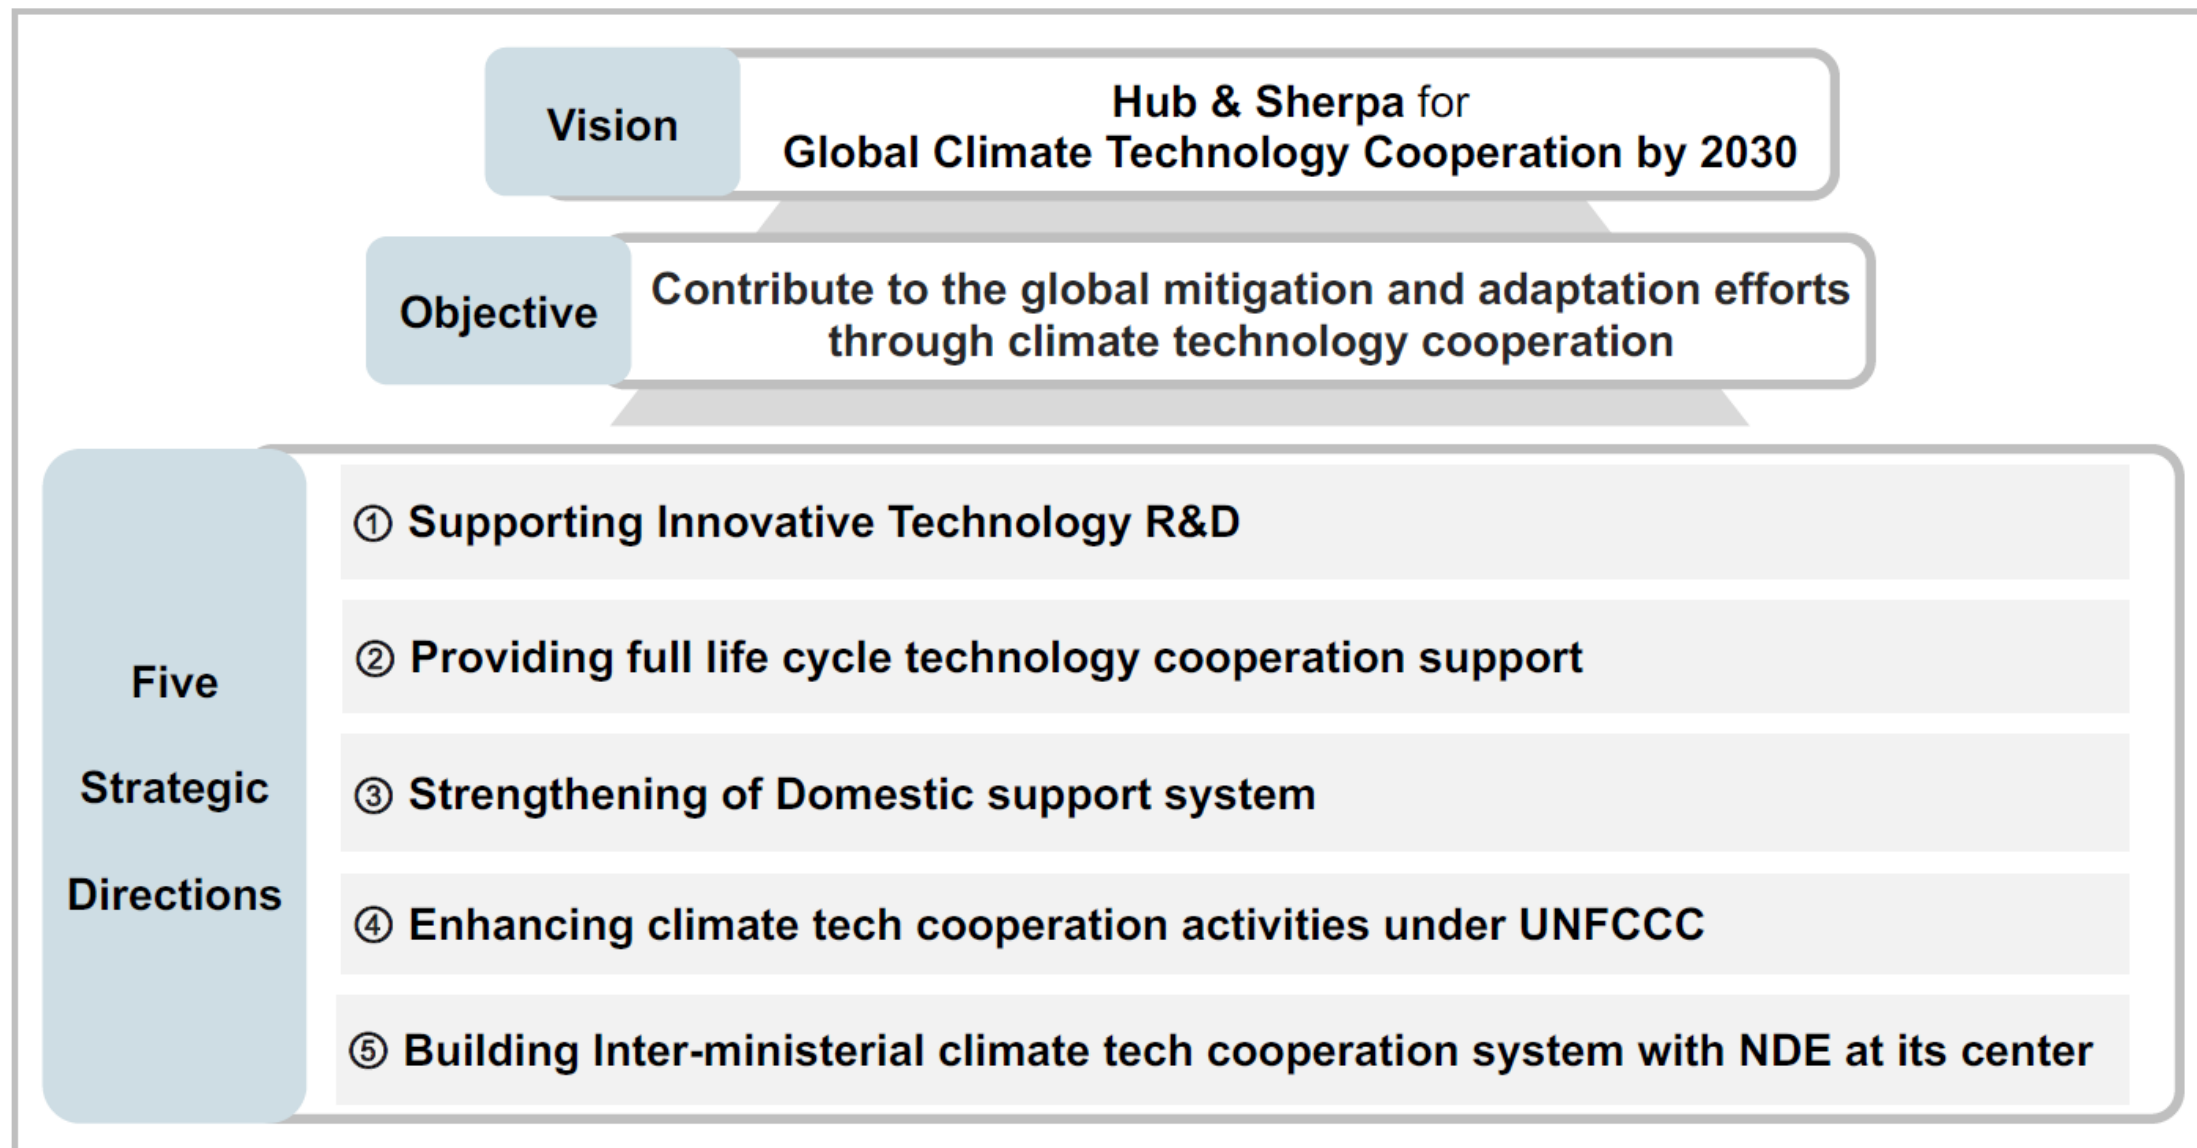 Vision
Hub & Sherpa for
Global Climate Technology Cooperation by 2030
Objective
Contribute to the global mitigation and adaptation efforts
through climate technology cooperation
Five
Strategic
Directions
① Supporting Innovative Technology R&D
② Providing full life cycle technology cooperation support
③ Strengthening of Domestic support system
④ Enhancing climate tech cooperation activities under UNFCCC
⑤ Building Inter-ministerial climate tech cooperation system with NDE at its center